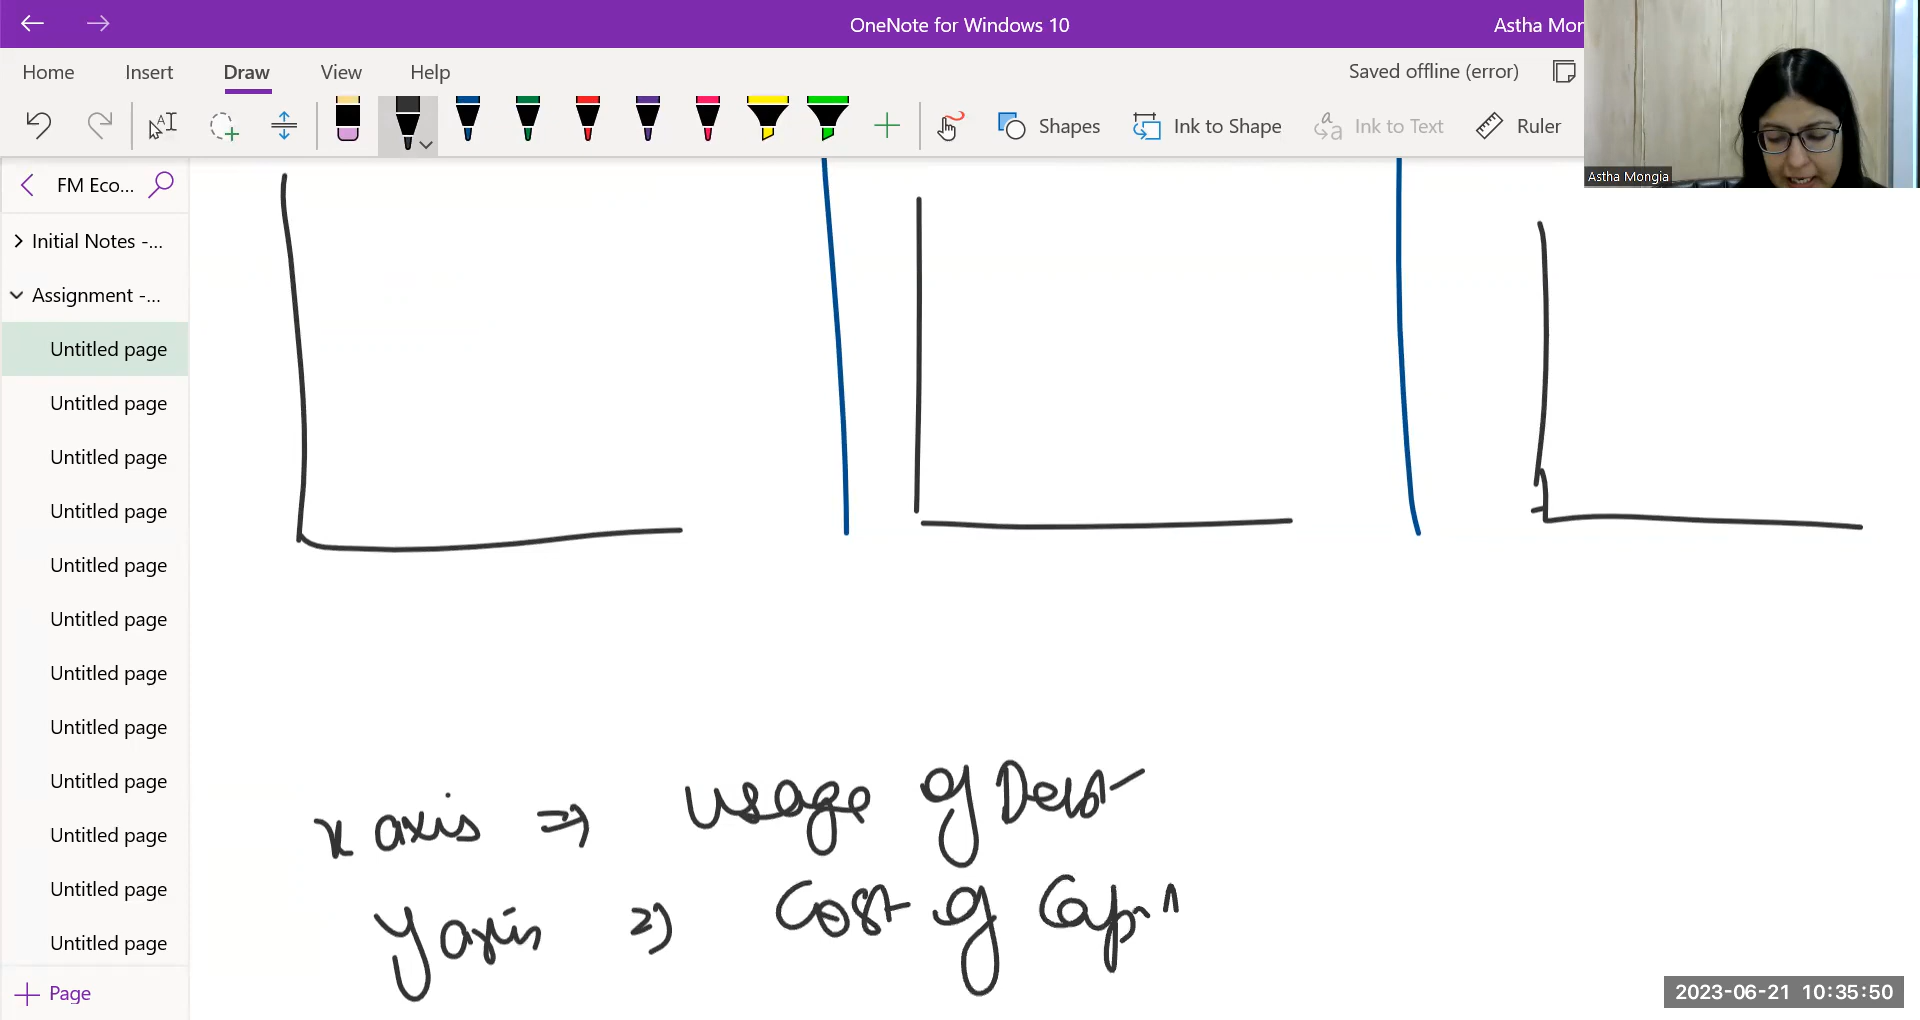 OneNote for Windows 10
Astha Mon
Home Insert Draw View Help
Saved offline (error)
Shapes Ink to Shape Ink to Text Ruler
Astha Mongia
FM Eco...
Initial Notes -...
Assignment -...
Untitled page
Untitled page
Untitled page
Untitled page
Untitled page
Untitled page
Untitled page
Untitled page
Untitled page
Untitled page
Untitled page
Untitled page
Page
x axis ⇒ usage of Debt
y axis ⇒ Cost of
2023-06-21 10:35:50